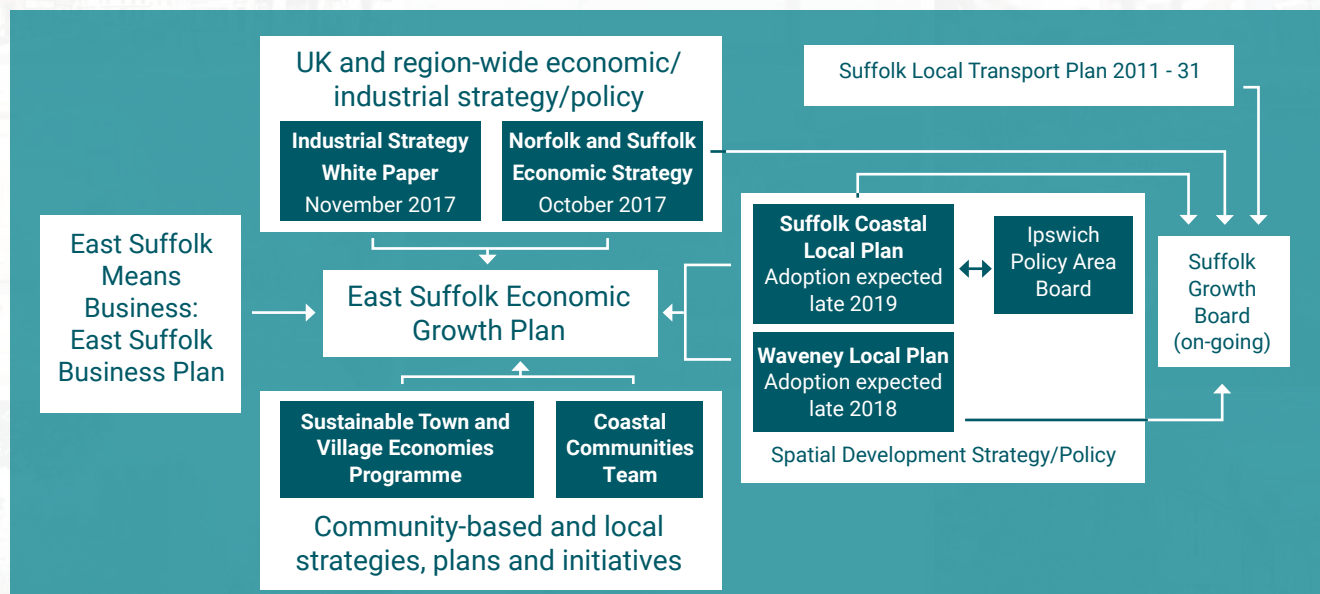 UK and region-wide economic/
industrial strategy/policy
Industrial Strategy
White Paper
November 2017
Norfolk and Suffolk
Economic Strategy
October 2017
Suffolk Local Transport Plan 2011 - 31
East Suffolk
Means
Business:
East Suffolk
Business Plan
East Suffolk Economic
Growth Plan
Suffolk Coastal
Local Plan
Adoption expected
late 2019
Ipswich
Policy Area
Board
Waveney Local Plan
Adoption expected
late 2018
Spatial Development Strategy/Policy
Suffolk
Growth
Board
(on-going)
Sustainable Town and
Village Economies
Programme
Coastal
Communities
Team
Community-based and local
strategies, plans and initiatives